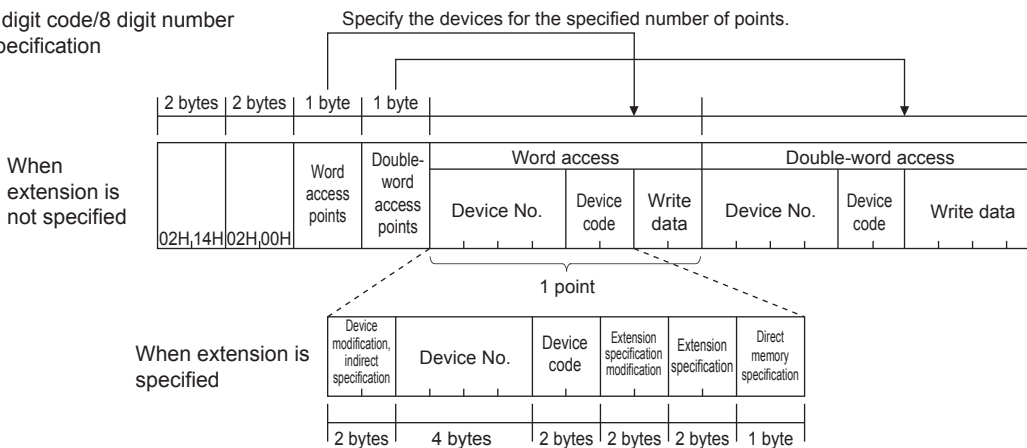 digit code/8 digit number
pecification
Specify the devices for the specified number of points.
2 bytes 2 bytes 1 byte 1 byte
When
extension is
not specified
02H,14H 02H,00H
Word
access
points
Double-
word
access
points
Word access
Device No.
Device
code
Write
data
Double-word access
Device No.
Device
code
Write data
1 point
When extension is
specified
Device
modification,
indirect
specification
Device No.
Device
code
Extension
specification
modification
Extension
specification
Direct
memory
specification
2 bytes 4 bytes 2 bytes 2 bytes 2 bytes 1 byte